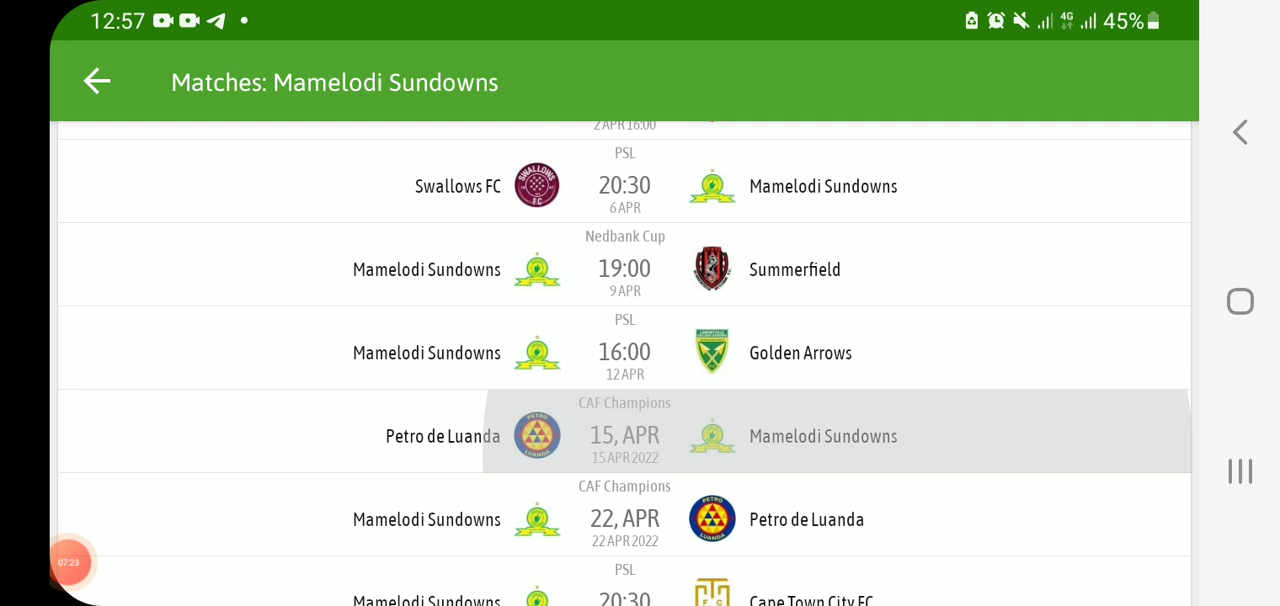 12:57 4G 45%
Matches: Mamelodi Sundowns
2 APR 16:00
PSL
Swallows FC 20:30 Mamelodi Sundowns
6 APR
Nedbank Cup
Mamelodi Sundowns 19:00 Summerfield
9 APR
PSL
Mamelodi Sundowns 16:00 Golden Arrows
12 APR
CAF Champions
Petro de Luanda 15, APR Mamelodi Sundowns
15 APR 2022
CAF Champions
Mamelodi Sundowns 22, APR Petro de Luanda
22 APR 2022
PSL
Mamelodi Sundowns 20:30 Cape Town City FC
07:23